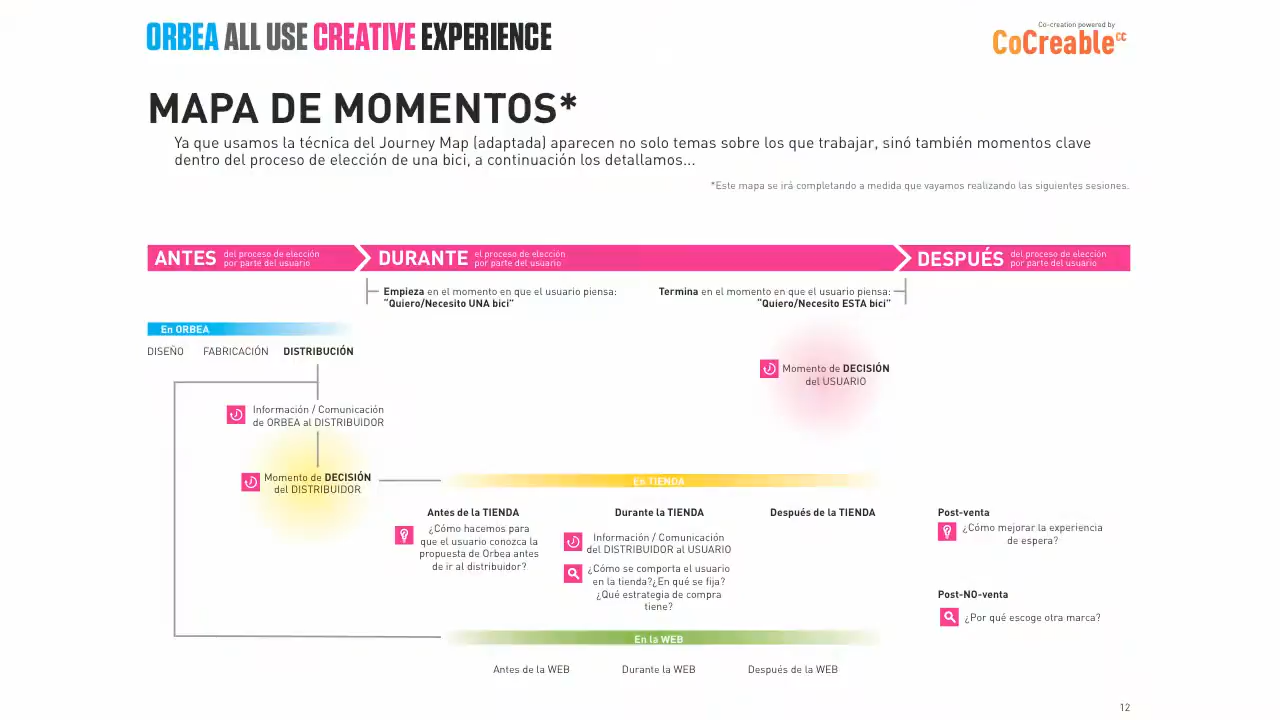 ORBEA ALL USE CREATIVE EXPERIENCE
Co-creation powered by
CoCreable CC
MAPA DE MOMENTOS*
Ya que usamos la técnica del Journey Map (adaptada) aparecen no solo temas sobre los que trabajar, sinó también momentos clave
dentro del proceso de elección de una bici, a continuación los detallamos...
*Este mapa se irá completando a medida que vayamos realizando las siguientes sesiones.
ANTES del proceso de elección
por parte del usuario
DURANTE el proceso de elección
por parte del usuario
DESPUÉS del proceso de elección
por parte del usuario
Empieza en el momento en que el usuario piensa:
"Quiero/Necesito UNA bici"
Termina en el momento en que el usuario piensa:
"Quiero/Necesito ESTA bici"
En ORBEA
DISEÑO FABRICACIÓN DISTRIBUCIÓN
Momento de DECISIÓN
del USUARIO
Información / Comunicación
de ORBEA al DISTRIBUIDOR
Momento de DECISIÓN
del DISTRIBUIDOR
En TIENDA
Antes de la TIENDA
¿Cómo hacemos para
que el usuario conozca la
propuesta de Orbea antes
de ir al distribuidor?
Durante la TIENDA
Información / Comunicación
del DISTRIBUIDOR al USUARIO
¿Cómo se comporta el usuario
en la tienda?¿En qué se fija?
¿Qué estrategia de compra
tiene?
Después de la TIENDA
Post-venta
¿Cómo mejorar la experiencia
de espera?
Post-NO-venta
¿Por qué escoge otra marca?
En la WEB
Antes de la WEB Durante la WEB Después de la WEB
12